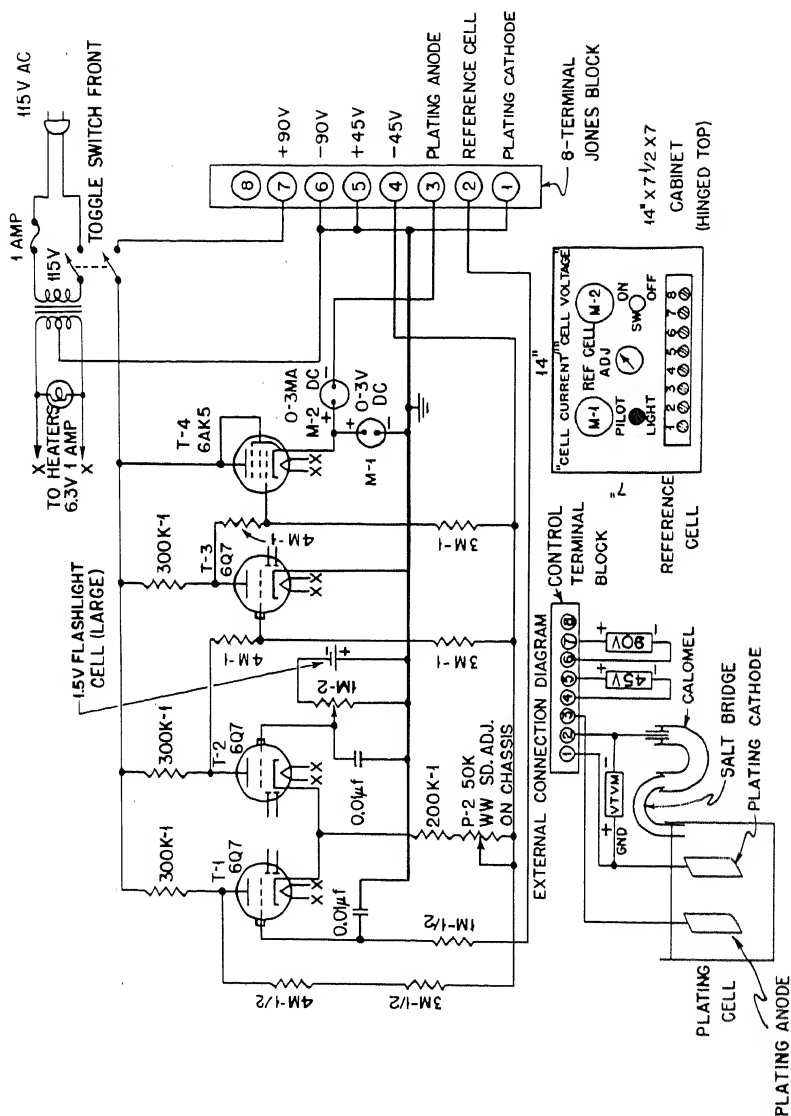 115V AC
TOGGLE SWITCH FRONT
1 AMP
115V
TO HEATERS
6.3V 1 AMP
X
X
8
7
6
5
4
3
2
1
+90V
-90V
+45V
-45V
PLATING ANODE
REFERENCE CELL
PLATING CATHODE
8-TERMINAL
JONES BLOCK
300K-1
300K-1
300K-1
T-1
6Q7
T-2
6Q7
T-3
6Q7
T-4
6AK5
XX
XX
XX
XX
0-3MA
DC
M-2
+
-
0-3V
DC
M-1
+
-
1.5V FLASHLIGHT
CELL (LARGE)
4M-1
4M-1
1M-2
-
+
3M-1
3M-1
0.01μf
0.01μf
200K-1
P-2 50K
WW SD. ADJ.
ON CHASSIS
1M-1/2
4M-1/2
3M-1/2
14"
7"
"CELL CURRENT CELL VOLTAGE"
M-1
REF CELL
ADJ
M-2
PILOT
LIGHT
ON
SW
OFF
1 2 3 4 5 6 7 8
14" X 7 1/2 X 7
CABINET
(HINGED TOP)
EXTERNAL CONNECTION DIAGRAM
CONTROL
TERMINAL
BLOCK
1 2 3 4 5 6 7 8
+ 90V -
+ 45V -
+ VTVM -
GND
REFERENCE
CELL
CALOMEL
SALT BRIDGE
PLATING CATHODE
PLATING
CELL
PLATING ANODE